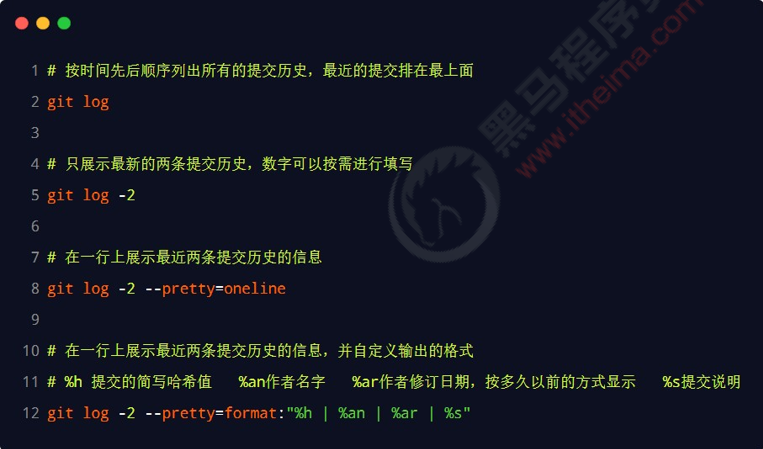 1 # 按时间先后顺序列出所有的提交历史，最近的提交排在最上面
2 git log
3
4 # 只展示最新的两条提交历史，数字可以按需进行填写
5 git log -2
6
7 # 在一行上展示最近两条提交历史的信息
8 git log -2 --pretty=oneline
9
10 # 在一行上展示最近两条提交历史的信息，并自定义输出的格式
11 # %h 提交的简写哈希值   %an作者名字   %ar作者修订日期，按多久以前的方式显示   %s提交说明
12 git log -2 --pretty=format:"%h | %an | %ar | %s"
黑马程序
www.itheima.com